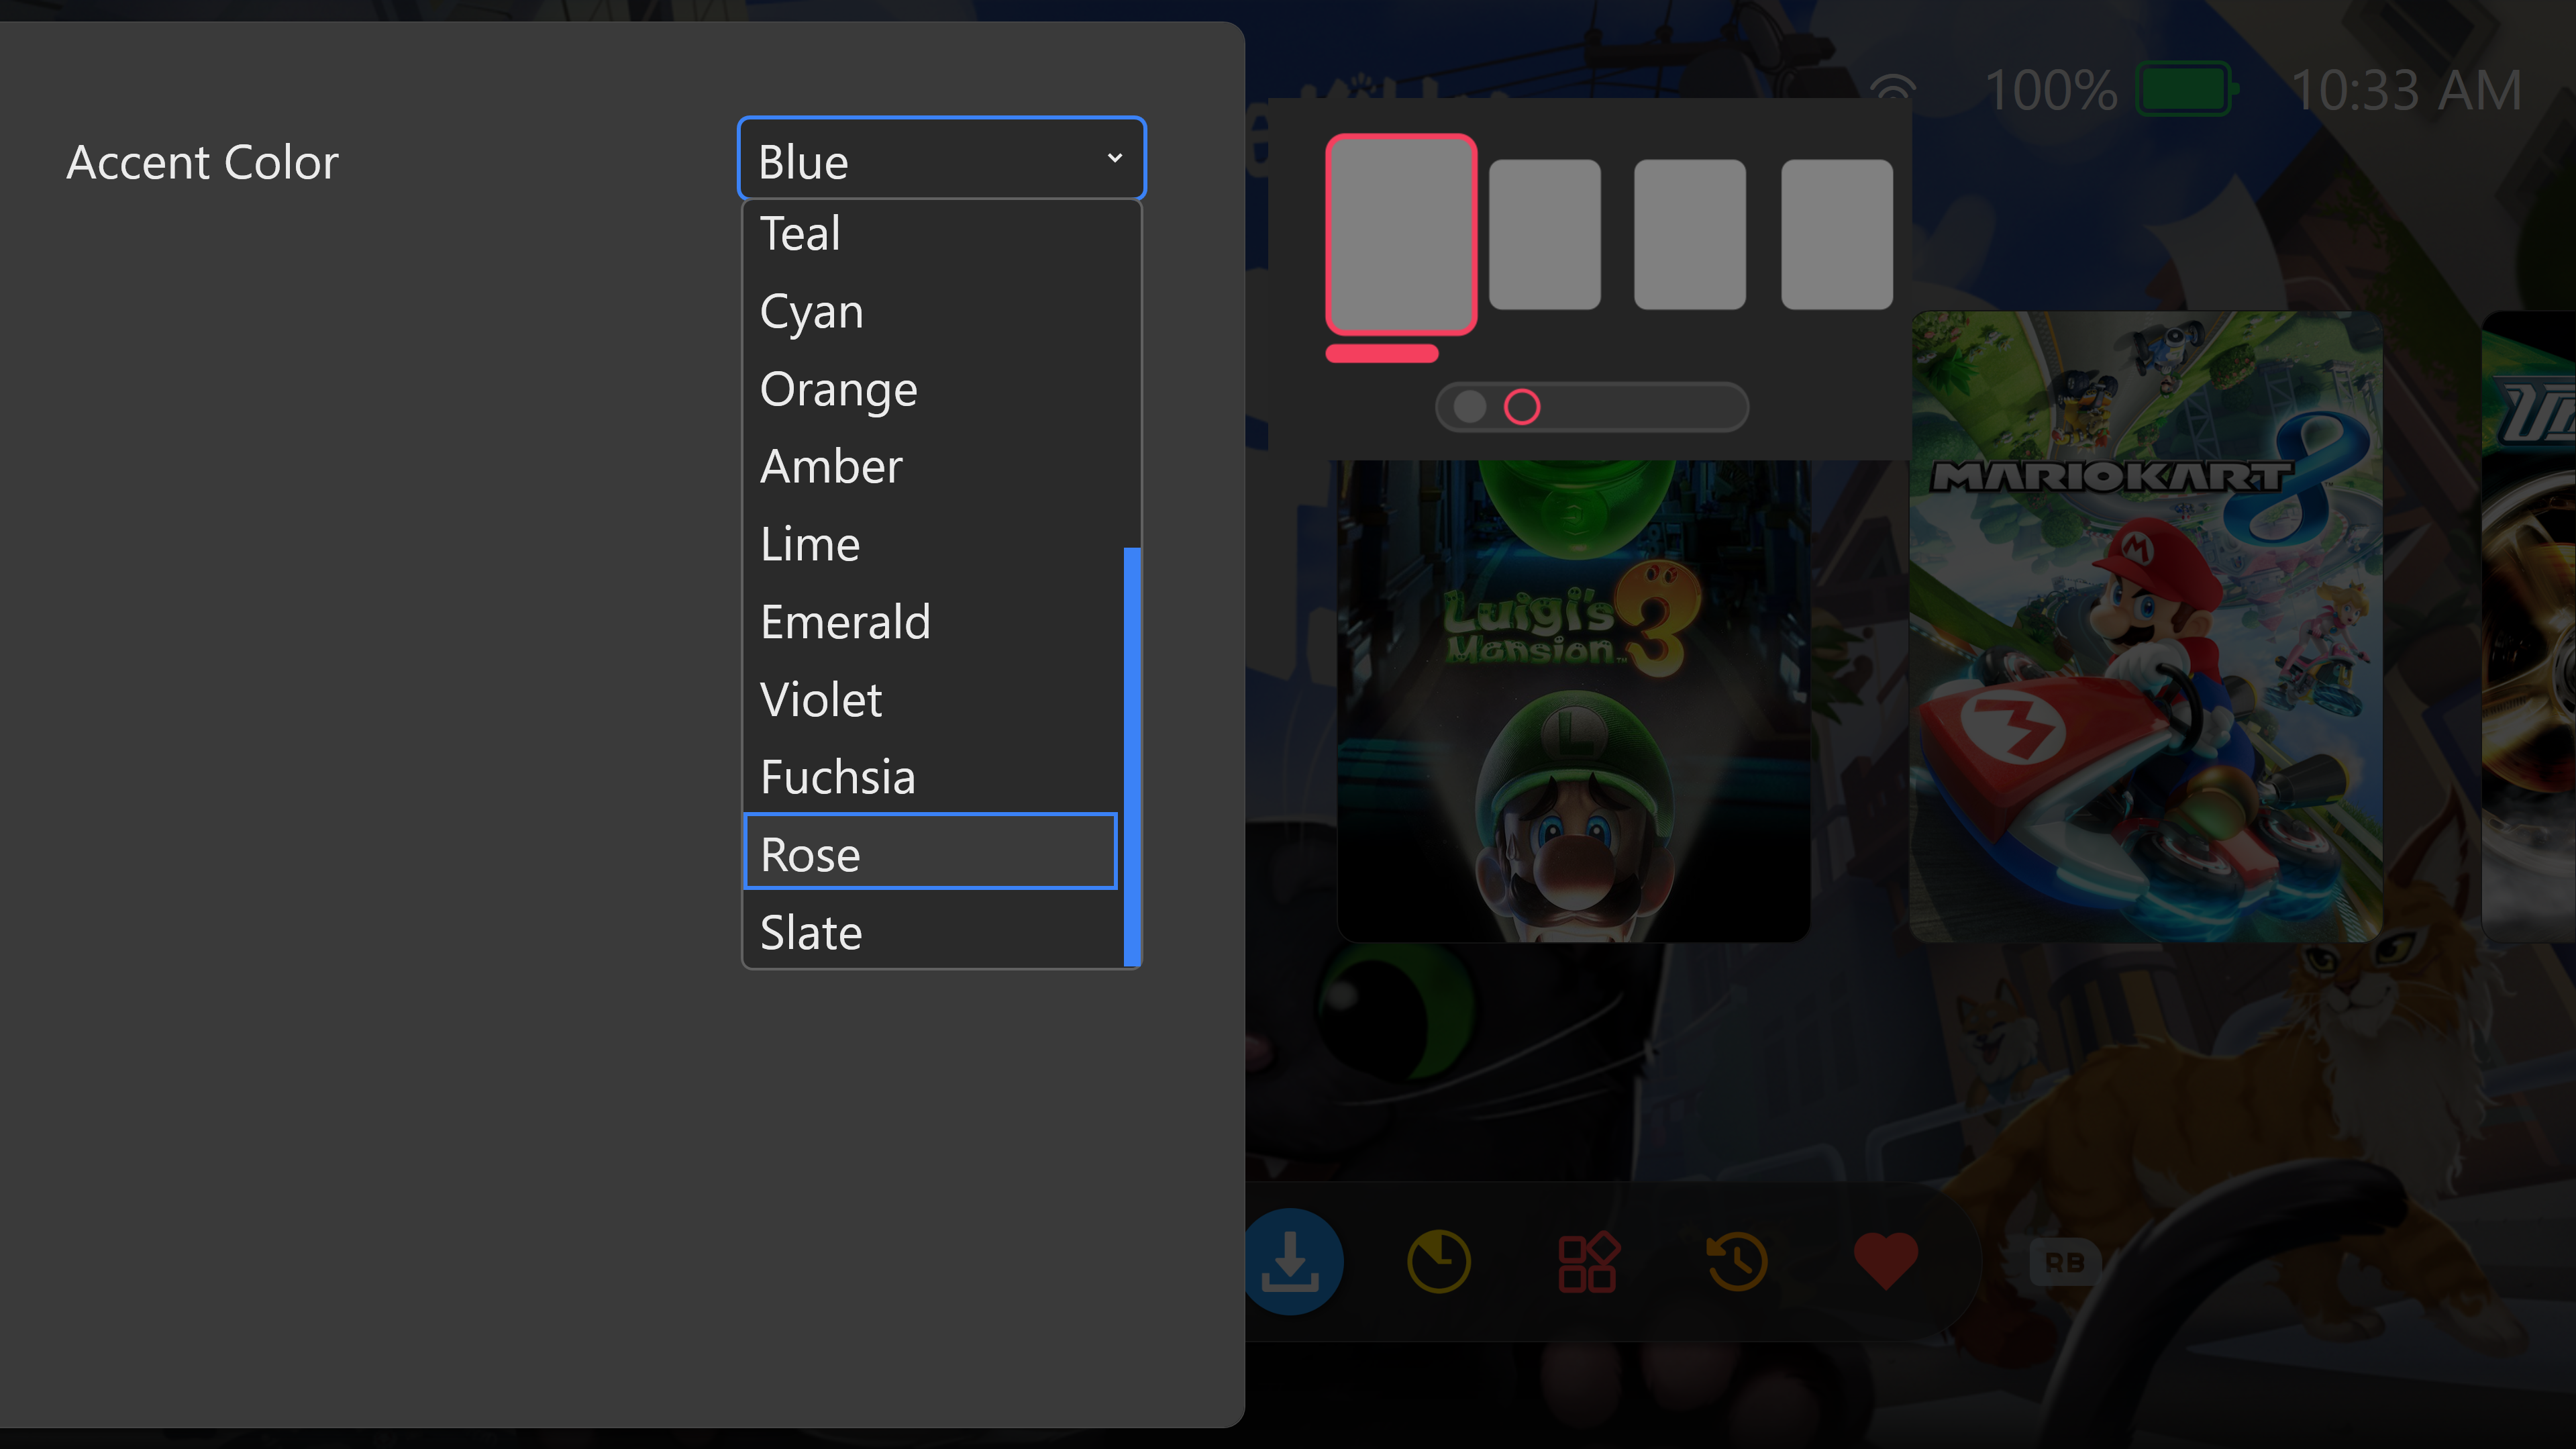 100% 10:33 AM
Accent Color
Blue
Teal
Cyan
Orange
Amber
Lime
Emerald
Violet
Fuchsia
Rose
Slate
Luigi's
Mansion™ 3
MARIOKART 8
RB